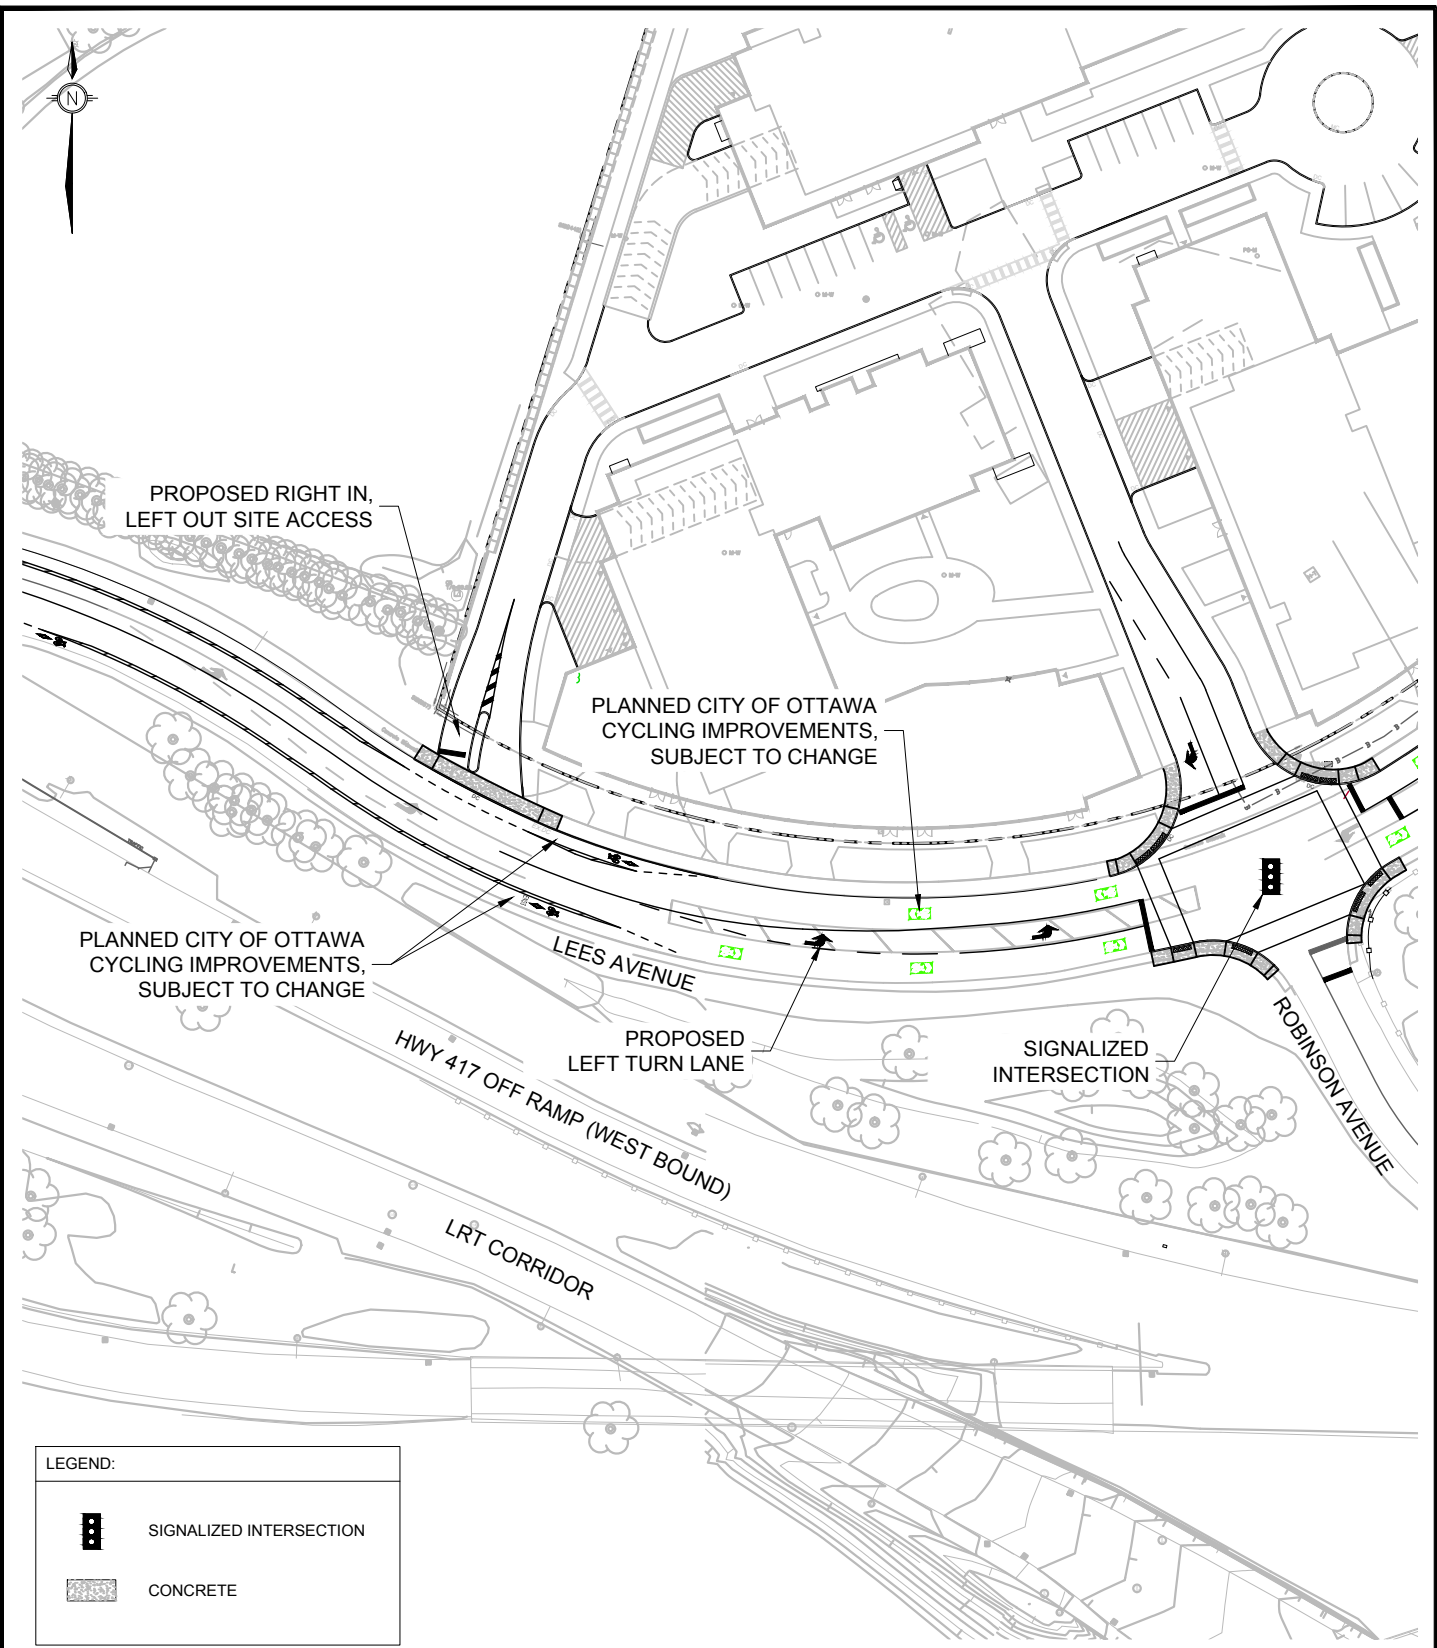 N
PROPOSED RIGHT IN,
LEFT OUT SITE ACCESS
PLANNED CITY OF OTTAWA
CYCLING IMPROVEMENTS,
SUBJECT TO CHANGE
PLANNED CITY OF OTTAWA
CYCLING IMPROVEMENTS,
SUBJECT TO CHANGE
LEES AVENUE
PROPOSED
LEFT TURN LANE
SIGNALIZED
INTERSECTION
ROBINSON AVENUE
HWY 417 OFF RAMP (WEST BOUND)
LRT CORRIDOR
LEGEND:
SIGNALIZED INTERSECTION
CONCRETE